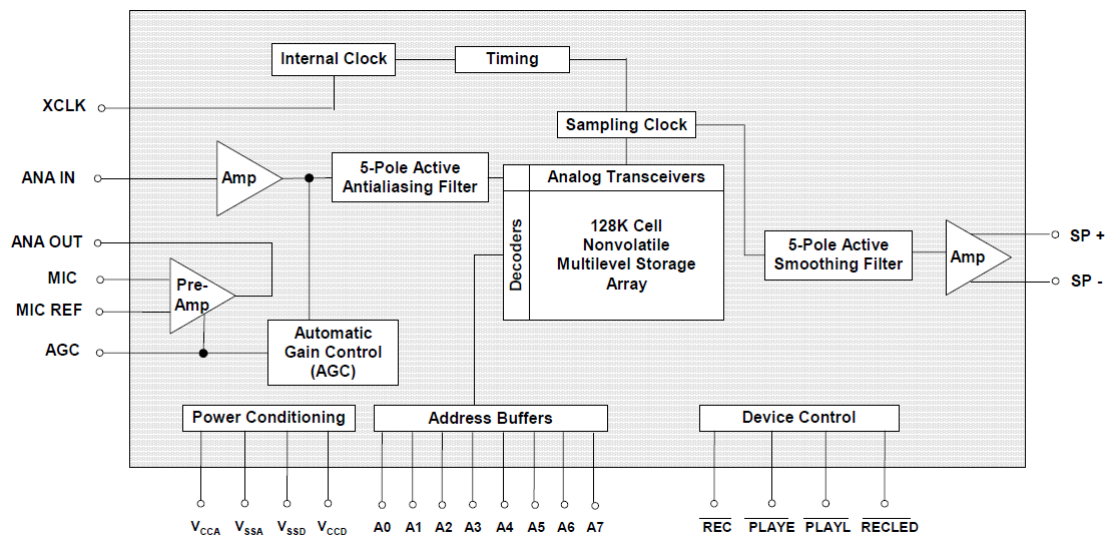 Internal Clock
Timing
XCLK
Sampling Clock
ANA IN
Amp
5-Pole Active
Antialiasing Filter
Analog Transceivers
Decoders
128K Cell
Nonvolatile
Multilevel Storage
Array
ANA OUT
MIC
Pre-
Amp
MIC REF
AGC
Automatic
Gain Control
(AGC)
5-Pole Active
Smoothing Filter
Amp
SP +
SP -
Power Conditioning
Address Buffers
Device Control
VCCA
VSSA
VSSD
VCCD
A0
A1
A2
A3
A4
A5
A6
A7
REC
PLAYE
PLAYL
RECLED